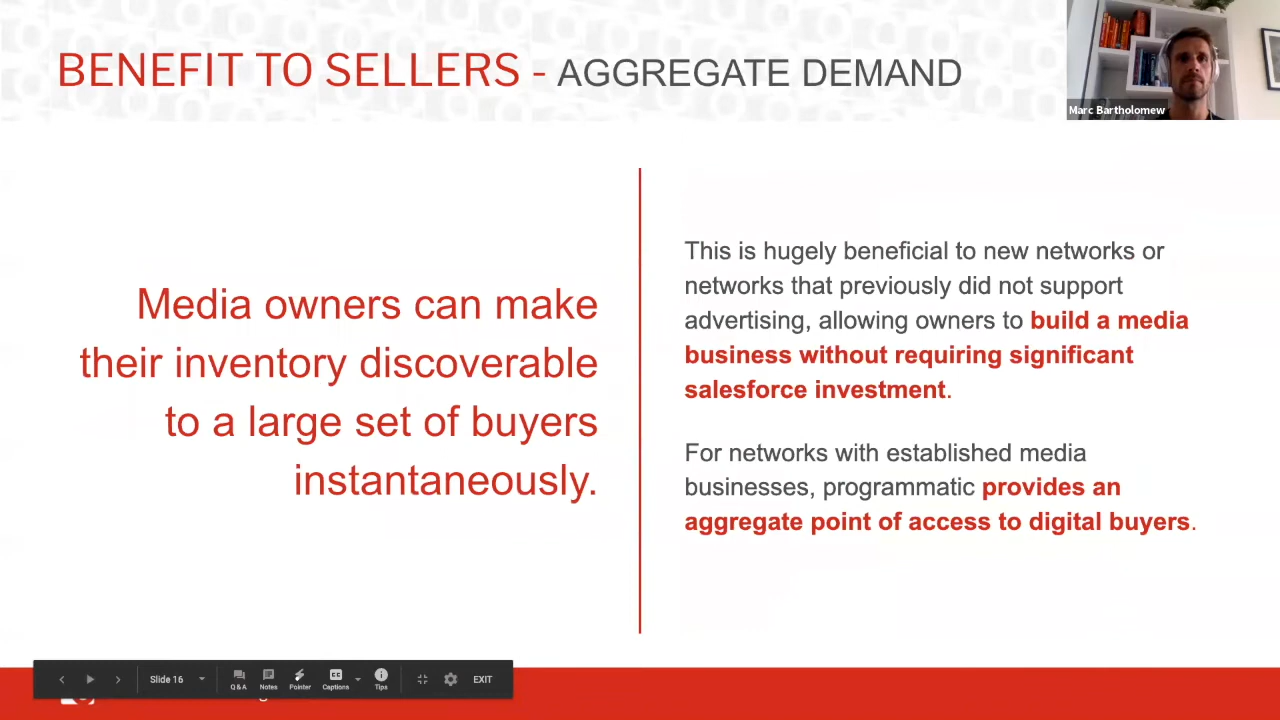 BENEFIT TO SELLERS - AGGREGATE DEMAND
Marc Bartholomew
Media owners can make
their inventory discoverable
to a large set of buyers
instantaneously.
This is hugely beneficial to new networks or
networks that previously did not support
advertising, allowing owners to build a media
business without requiring significant
salesforce investment.
For networks with established media
businesses, programmatic provides an
aggregate point of access to digital buyers.
Slide 16
Q&A
Notes
Pointer
CC
Captions
Tips
EXIT